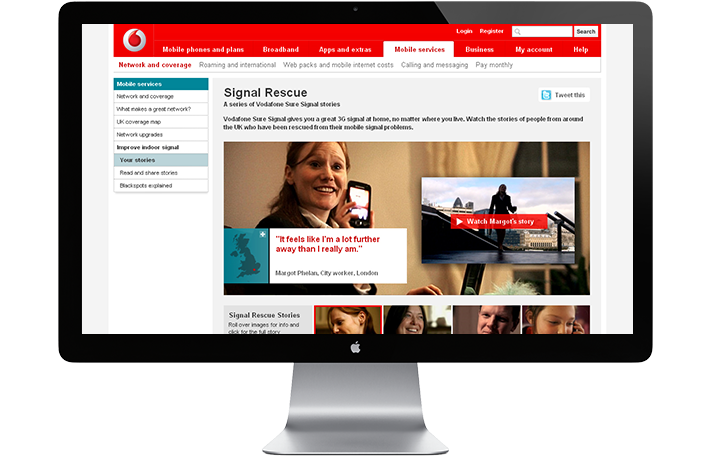 Login Register Search
Mobile phones and plans Broadband Apps and extras Mobile services Business My account Help
Network and coverage Roaming and international Web packs and mobile internet costs Calling and messaging Pay monthly
Mobile services
Network and coverage
What makes a great network?
UK coverage map
Network upgrades
Improve indoor signal
Your stories
Read and share stories
Blackspots explained
Signal Rescue
Tweet this
A series of Vodafone Sure Signal stories
Vodafone Sure Signal gives you a great 3G signal at home, no matter where you live. Watch the stories of people from around
the UK who have been rescued from their mobile signal problems.
Watch Margot's story
"It feels like I'm a lot further
away than I really am."
Margot Phelan, City worker, London
Signal Rescue Stories
Roll over images for info and
click for the full story